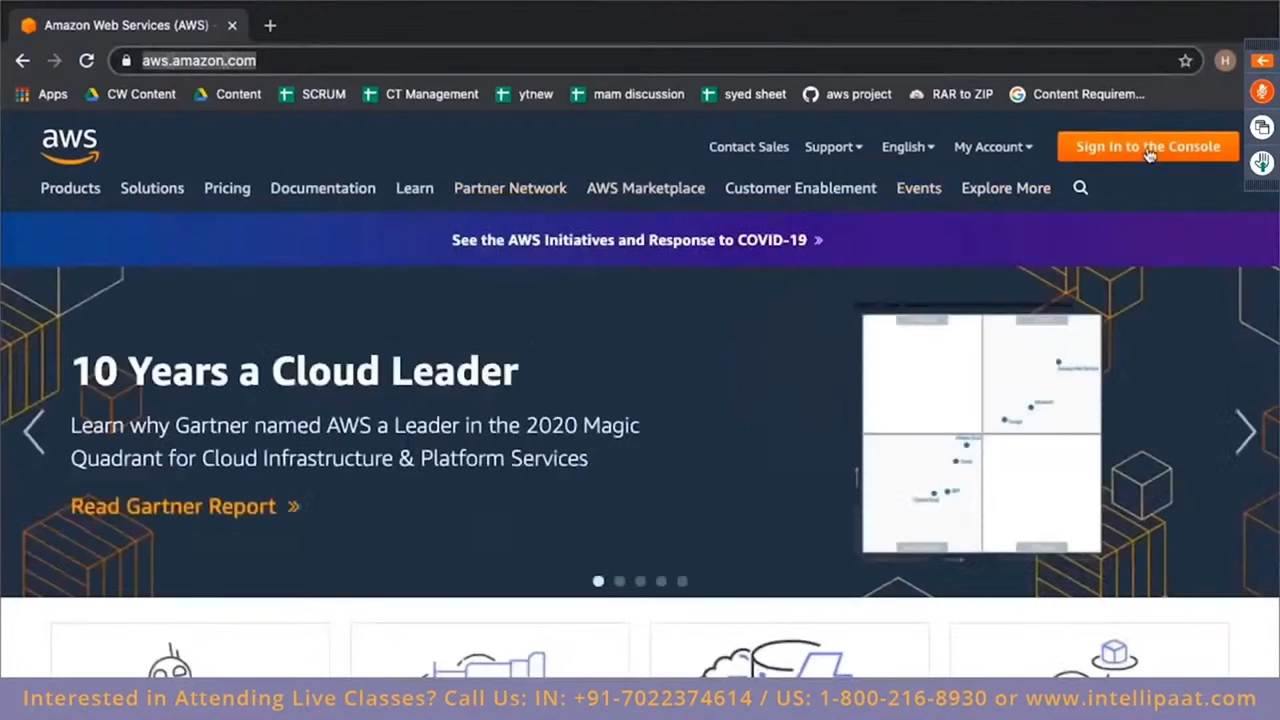 Amazon Web Services (AWS)
aws.amazon.com
H
Apps CW Content Content SCRUM CT Management ytnew mam discussion syed sheet aws project RAR to ZIP Content Requirem...
aws
Contact Sales Support English My Account Sign In to the Console
Products Solutions Pricing Documentation Learn Partner Network AWS Marketplace Customer Enablement Events Explore More
See the AWS Initiatives and Response to COVID-19 »
10 Years a Cloud Leader
Learn why Gartner named AWS a Leader in the 2020 Magic
Quadrant for Cloud Infrastructure & Platform Services
Read Gartner Report »
Interested in Attending Live Classes? Call Us: IN: +91-7022374614 / US: 1-800-216-8930 or www.intellipaat.com